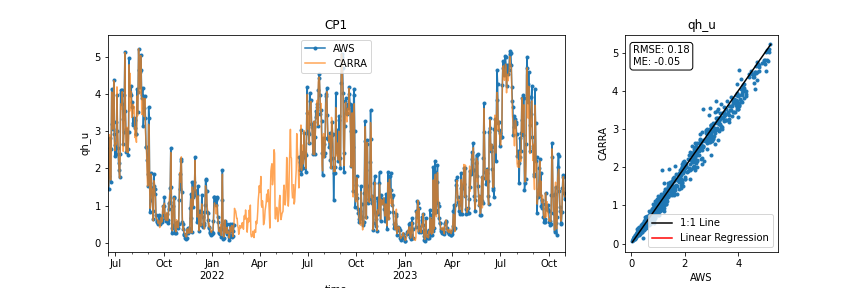 CP1
qh_u
AWS
CARRA
5
4
3
2
1
0
qh_u
Jul
Oct
Jan
2022
Apr
Jul
Oct
Jan
2023
Apr
Jul
Oct
time
RMSE: 0.18
ME: -0.05
5
4
3
2
1
0
CARRA
1:1 Line
Linear Regression
0
2
4
AWS